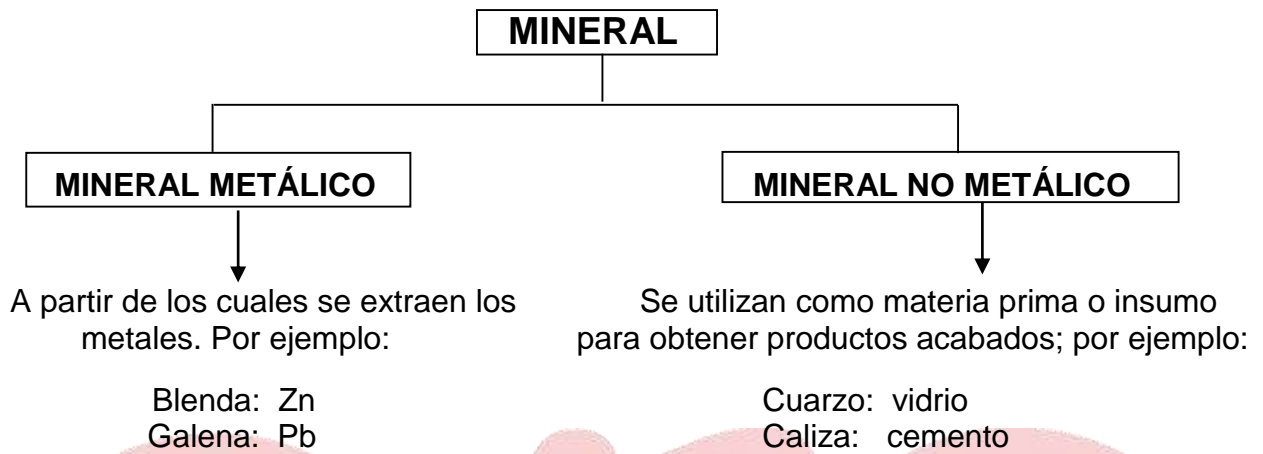 MINERAL
MINERAL METÁLICO
A partir de los cuales se extraen los
metales. Por ejemplo:
Blenda: Zn
Galena: Pb
MINERAL NO METÁLICO
Se utilizan como materia prima o insumo
para obtener productos acabados; por ejemplo:
Cuarzo: vidrio
Caliza: cemento